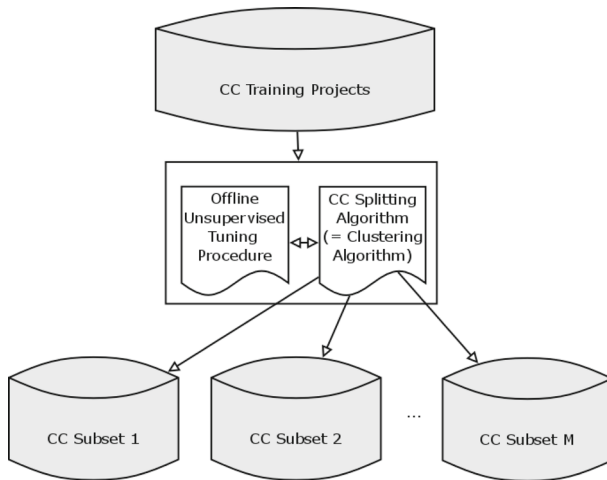 CC Training Projects
Offline
Unsupervised
Tuning
Procedure
CC Splitting
Algorithm
(= Clustering
Algorithm)
CC Subset 1
CC Subset 2
...
CC Subset M